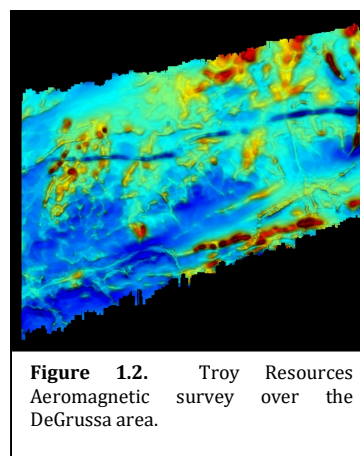 Figure 1.2. Troy Resources
Aeromagnetic survey over the
DeGrussa area.